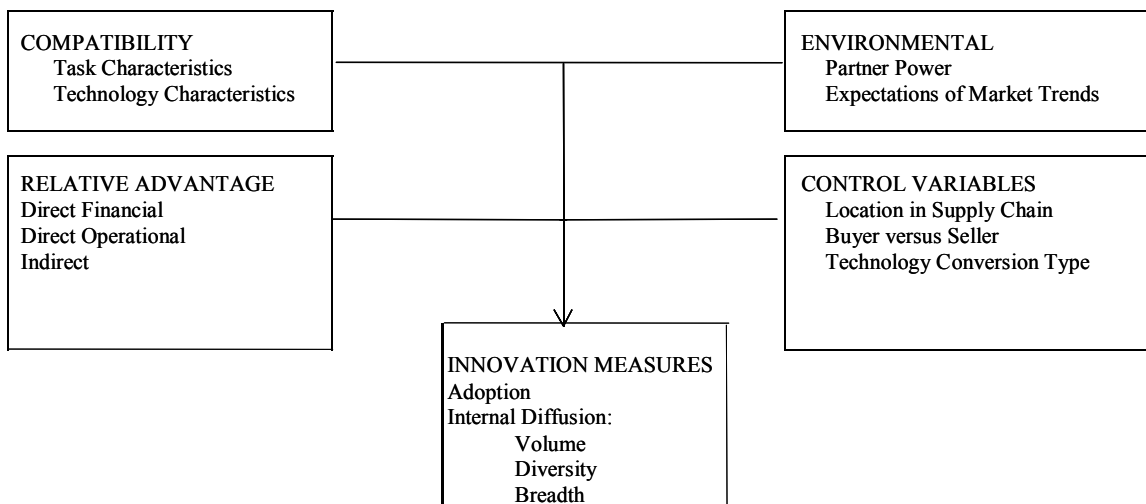 COMPATIBILITY
Task Characteristics
Technology Characteristics
ENVIRONMENTAL
Partner Power
Expectations of Market Trends
RELATIVE ADVANTAGE
Direct Financial
Direct Operational
Indirect
CONTROL VARIABLES
Location in Supply Chain
Buyer versus Seller
Technology Conversion Type
INNOVATION MEASURES
Adoption
Internal Diffusion:
Volume
Diversity
Breadth